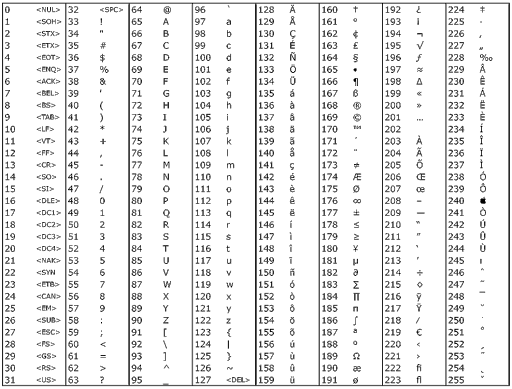 0 <NUL> 32 <SPC> 64 @ 96 ` 128 Ä 160 † 192 ¿ 224 ‡
1 <SOH> 33 ! 65 A 97 a 129 Å 161 ° 193 ¡ 225 ·
2 <STX> 34 " 66 B 98 b 130 Ç 162 ¢ 194 ¬ 226 ‚
3 <ETX> 35 # 67 C 99 c 131 É 163 £ 195 √ 227 „
4 <EOT> 36 $ 68 D 100 d 132 Ñ 164 § 196 ƒ 228 ‰
5 <ENQ> 37 % 69 E 101 e 133 Ö 165 • 197 ≈ 229 Â
6 <ACK> 38 & 70 F 102 f 134 Ü 166 ¶ 198 ∆ 230 Ê
7 <BEL> 39 ' 71 G 103 g 135 á 167 ß 199 « 231 Á
8 <BS> 40 ( 72 H 104 h 136 à 168 ® 200 » 232 Ë
9 <TAB> 41 ) 73 I 105 i 137 â 169 © 201 … 233 È
10 <LF> 42 * 74 J 106 j 138 ä 170 ™ 202 234 Í
11 <VT> 43 + 75 K 107 k 139 ã 171 ´ 203 À 235 Î
12 <FF> 44 , 76 L 108 l 140 å 172 ¨ 204 Ã 236 Ï
13 <CR> 45 - 77 M 109 m 141 ç 173 ≠ 205 Õ 237 Ì
14 <SO> 46 . 78 N 110 n 142 é 174 Æ 206 Œ 238 Ó
15 <SI> 47 / 79 O 111 o 143 è 175 Ø 207 œ 239 Ô
16 <DLE> 48 0 80 P 112 p 144 ê 176 ∞ 208 – 240 
17 <DC1> 49 1 81 Q 113 q 145 ë 177 ± 209 — 241 Ò
18 <DC2> 50 2 82 R 114 r 146 í 178 ≤ 210 “ 242 Ú
19 <DC3> 51 3 83 S 115 s 147 ì 179 ≥ 211 ” 243 Û
20 <DC4> 52 4 84 T 116 t 148 î 180 ¥ 212 ‘ 244 Ù
21 <NAK> 53 5 85 U 117 u 149 ï 181 µ 213 ’ 245 ı
22 <SYN 54 6 86 V 118 v 150 ñ 182 ∂ 214 ÷ 246 ˆ
23 <ETB> 55 7 87 W 119 w 151 ó 183 ∑ 215 ◊ 247 ˜
24 <CAN> 56 8 88 X 120 x 152 ò 184 ∏ 216 ÿ 248 ¯
25 <EM> 57 9 89 Y 121 y 153 ô 185 π 217 Ÿ 249 ˘
26 <SUB> 58 : 90 Z 122 z 154 ö 186 ∫ 218 ⁄ 250 ˙
27 <ESC> 59 ; 91 [ 123 { 155 õ 187 ª 219 € 251 ˚
28 <FS> 60 < 92 \ 124 | 156 ú 188 º 220 ‹ 252 ¸
29 <GS> 61 = 93 ] 125 } 157 ù 189 Ω 221 › 253 ˝
30 <RS> 62 > 94 ^ 126 ~ 158 û 190 æ 222 ﬁ 254 ˛
31 <US> 63 ? 95 _ 127 <DEL> 159 ü 191 ø 223 ﬂ 255 ˇ